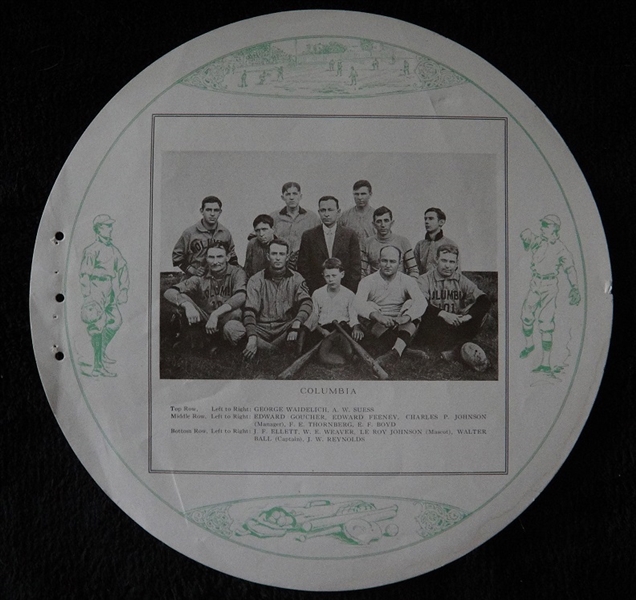 COLUMBIA
Top Row, Left to Right: GEORGE WAIDELICH, A. W. SUESS
Middle Row, Left to Right: EDWARD GOUCHER, EDWARD FEENEY, CHARLES P. JOHNSON
(Manager), F. E. THORNBERG, E. F. BOYD
Bottom Row, Left to Right: J. F. ELLETT, W. E. WEAVER, LE ROY JOHNSON (Mascot), WALTER
BALL (Captain), J. W. REYNOLDS